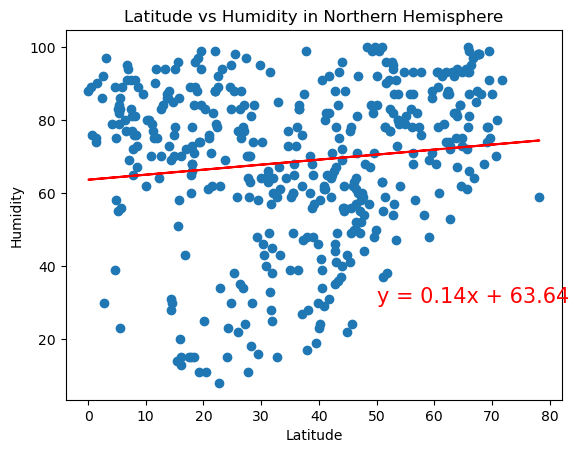 Latitude vs Humidity in Northern Hemisphere
100
80
60
40
20
Humidity
y = 0.14x + 63.64
0 10 20 30 40 50 60 70 80
Latitude